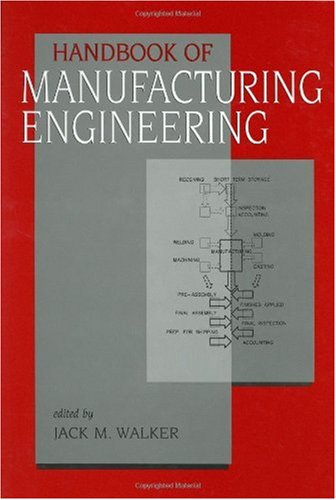 HANDBOOK OF
MANUFACTURING
ENGINEERING
RECEIVING
SHORT TERM STORAGE
INSPECTION
ACCOUNTING
WELDING
MOLDING
MANUFACTURING
MACHINING
CASTING
PRE-ASSEMBLY
FINISHES APPLIED
FINAL ASSEMBLY
FINAL INSPECTION
PREP FOR SHIPPING
ACCOUNTING
edited by
JACK M. WALKER